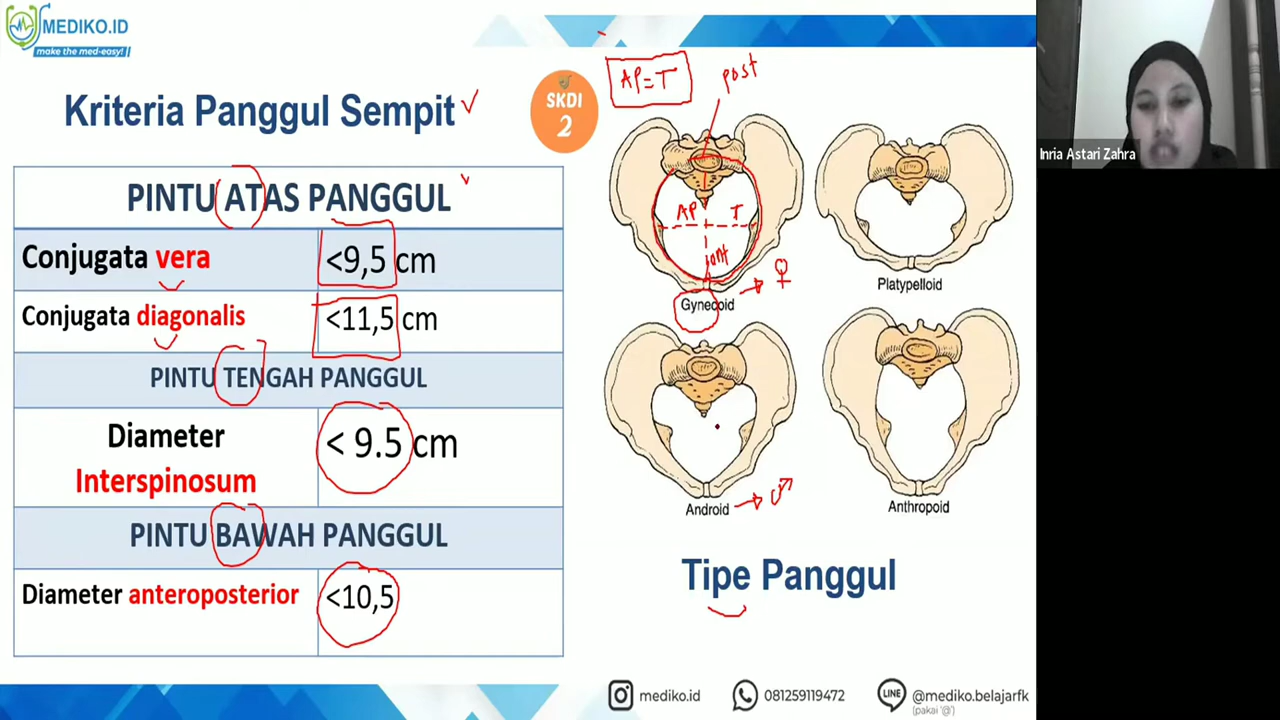 MEDIKO.ID
make the med-easy!
Kriteria Panggul Sempit
SKDI
2
PINTU ATAS PANGGUL
Conjugata vera
<9,5 cm
Conjugata diagonalis
<11,5 cm
PINTU TENGAH PANGGUL
Diameter
Interspinosum
< 9.5 cm
PINTU BAWAH PANGGUL
Diameter anteroposterior
<10,5
AP=T
post
AP
T
Gynecoid
Platypelloid
Android
Anthropoid
Tipe Panggul
mediko.id
081259119472
LINE
@mediko.belajarfk
(pakai '@')
Inria Astari Zahra